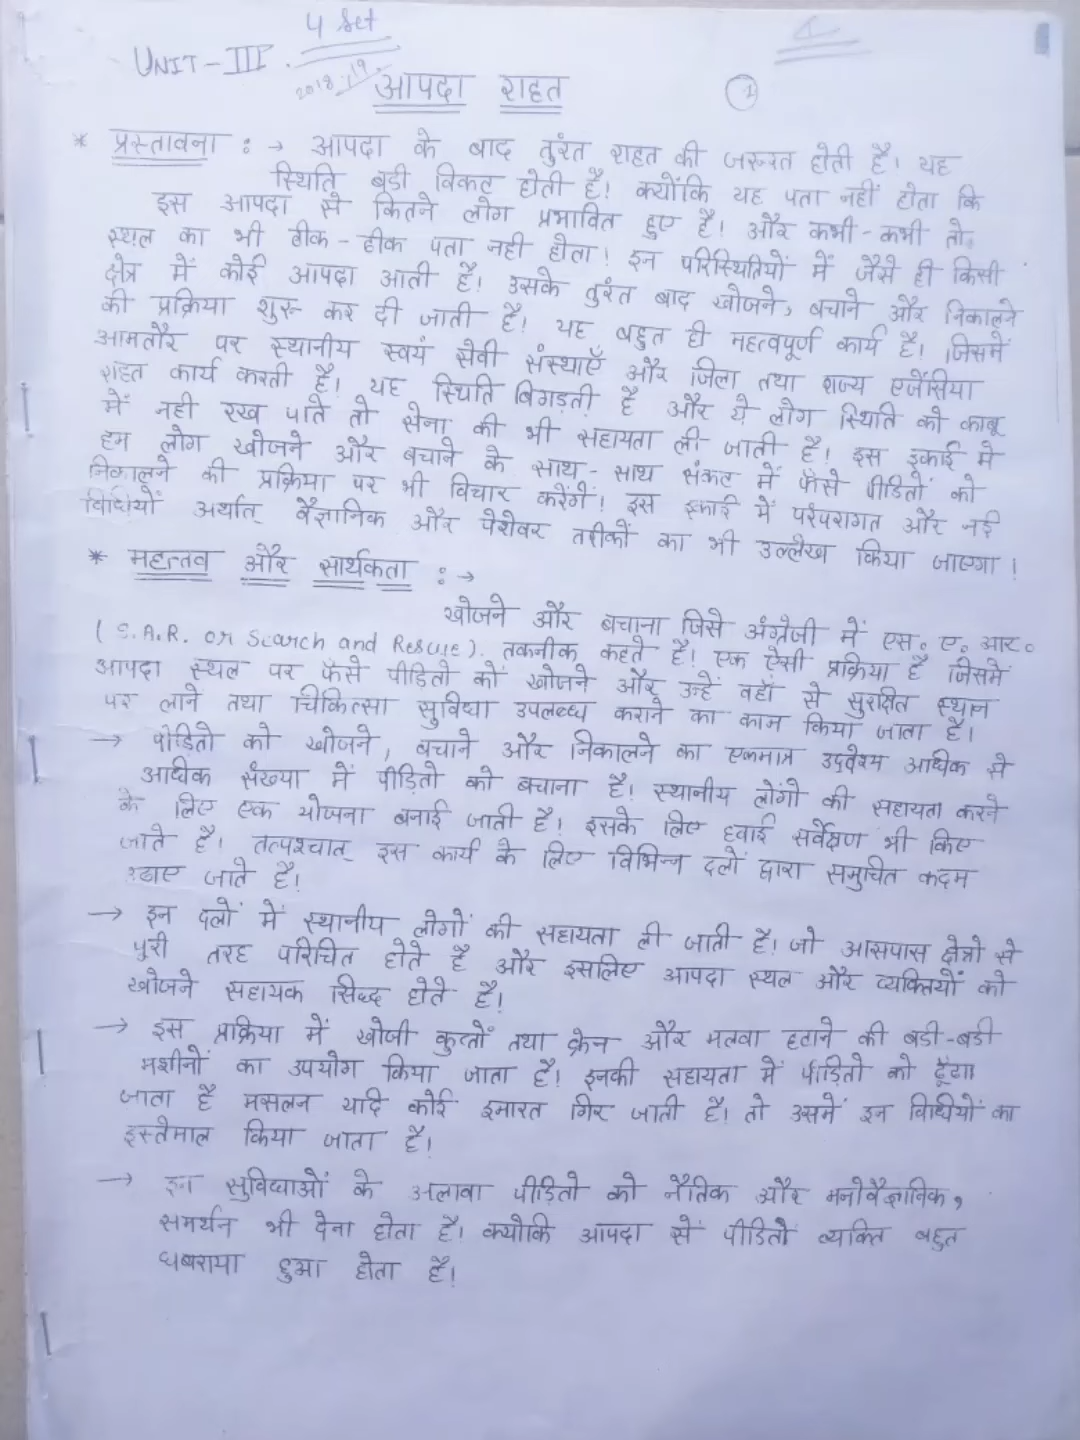 4 Set
UNIT-III.
2018-19.
आपदा राहत
1
* प्रस्तावना :→ आपदा के बाद तुरंत राहत की जरूरत होती है। यह
स्थिति बडी विकट होती है! क्योंकि यह पता नहीं होता कि
इस आपदा से कितने लोग प्रभावित हुए है! और कभी-कभी तो
स्थल का भी ठीक-ठीक पता नही होता! इन परिस्थितियों में जैसे ही किसी
क्षेत्र में कोई आपदा आती है! उसके तुरंत बाद खोजने, बचाने और निकालने
की प्रक्रिया शुरू कर दी जाती है! यह बहुत ही महत्वपूर्ण कार्य है! जिसमें
आमतौर पर स्थानीय स्वयं सेवी संस्थाएँ और जिला तथा राज्य एजेंसिया
राहत कार्य करती है! यह स्थिति बिगड़ती है और ये लोग स्थिति को काबू
में नही रख पाते तो सेना की भी सहायता ली जाती है! इस इकाई में
हम लोग खोजने और बचाने के साथ-साथ संकट में फँसे पीडितों को
निकालने की प्रक्रिया पर भी विचार करेंगें! इस इकाई में परंपरागत और नई
विधियों अर्थात् वैज्ञानिक और पेशेवर तरीकों का भी उल्लेख किया जाएगा!
* महत्तव और सार्थकता :→
खोजने और बचाना जिसे अंग्रेजी में एस॰ ए॰ आर॰
(S.A.R. or Search and Rescue). तकनीक कहते है! एक ऐसी प्रक्रिया है जिसमें
आपदा स्थल पर फँसे पीडितो कों खोजने और उन्हें वहाँ से सुरक्षित स्थान
पर लाने तथा चिकित्सा सुविधा उपलब्ध कराने का काम किया जाता है।
→ पीड़ितो को खोजने, बचाने और निकालने का एकमात्र उद्देश्य अधिक से
अधिक संख्या में पीड़ितो को बचाना है! स्थानीय लोंगो की सहायता करने
के लिए एक योजना बनाई जाती है! इसके लिए हवाई सर्वेक्षण भी किए
जाते है! तत्पश्चात् इस कार्य के लिए विभिन्न दलों द्वारा समुचित कदम
उठाए जाते है!
→ इन दलों में स्थानीय लोगों की सहायता ली जाती है! जो आसपास क्षेत्रो से
पुरी तरह परिचित होते है और इसलिए आपदा स्थल और व्यक्तियों को
खोजने सहायक सिद्ध होते है!
→ इस प्रक्रिया में खोजी कुत्तों तथा क्रेन और मलवा हटाने की बडी-बडी
मशीनों का उपयोग किया जाता है! इनकी सहायता में पीड़ितो को ढूँढा
जाता है मसलन यदि कोई इमारत गिर जाती है! तो उसमें इन विधियों का
इस्तेमाल किया जाता है!
→ इन सुविधाओं के अलावा पीड़ितो को नैतिक और मनोवैज्ञानिक,
समर्थन भी देना होता है! क्योकि आपदा सें पीड़ितों व्यक्ति बहुत
घबराया हुआ होता है!